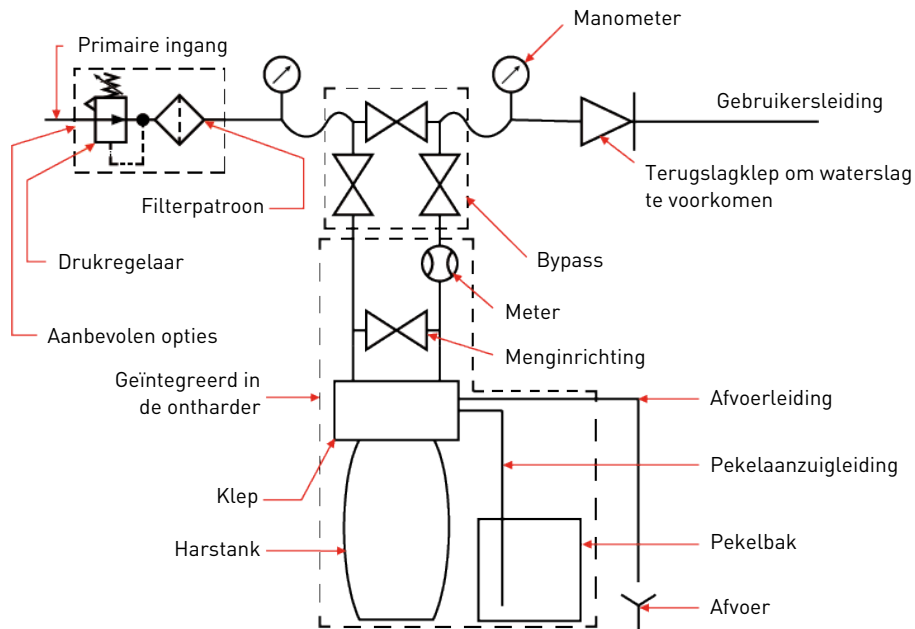 Manometer
Primaire ingang
Gebruikersleiding
Terugslagklep om waterslag
te voorkomen
Filterpatroon
Bypass
Drukregelaar
Meter
Aanbevolen opties
Menginrichting
Geïntegreerd in
de ontharder
Afvoerleiding
Pekelaanzuigleiding
Klep
Harstank
Pekelbak
Afvoer